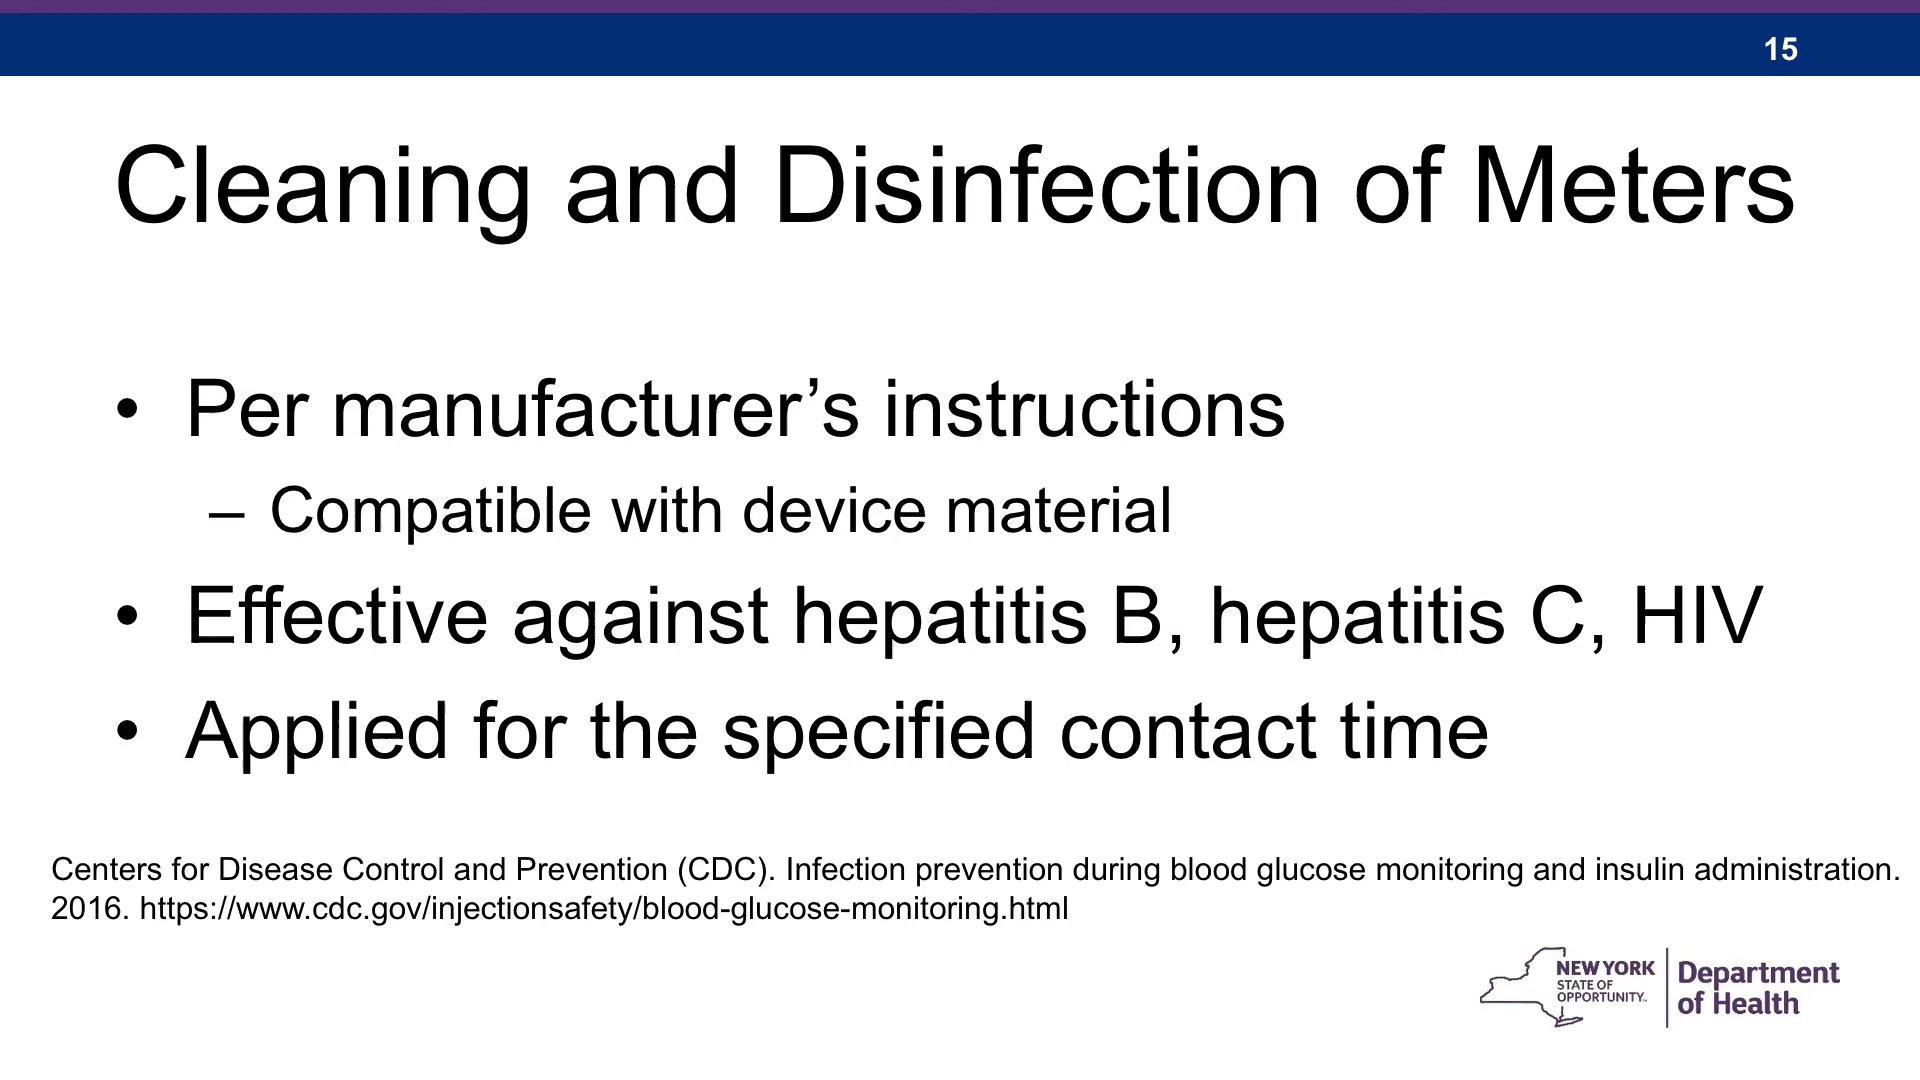 15
Cleaning and Disinfection of Meters
• Per manufacturer’s instructions
– Compatible with device material
• Effective against hepatitis B, hepatitis C, HIV
• Applied for the specified contact time
Centers for Disease Control and Prevention (CDC). Infection prevention during blood glucose monitoring and insulin administration.
2016. https://www.cdc.gov/injectionsafety/blood-glucose-monitoring.html
NEW YORK
STATE OF
OPPORTUNITY™
Department
of Health